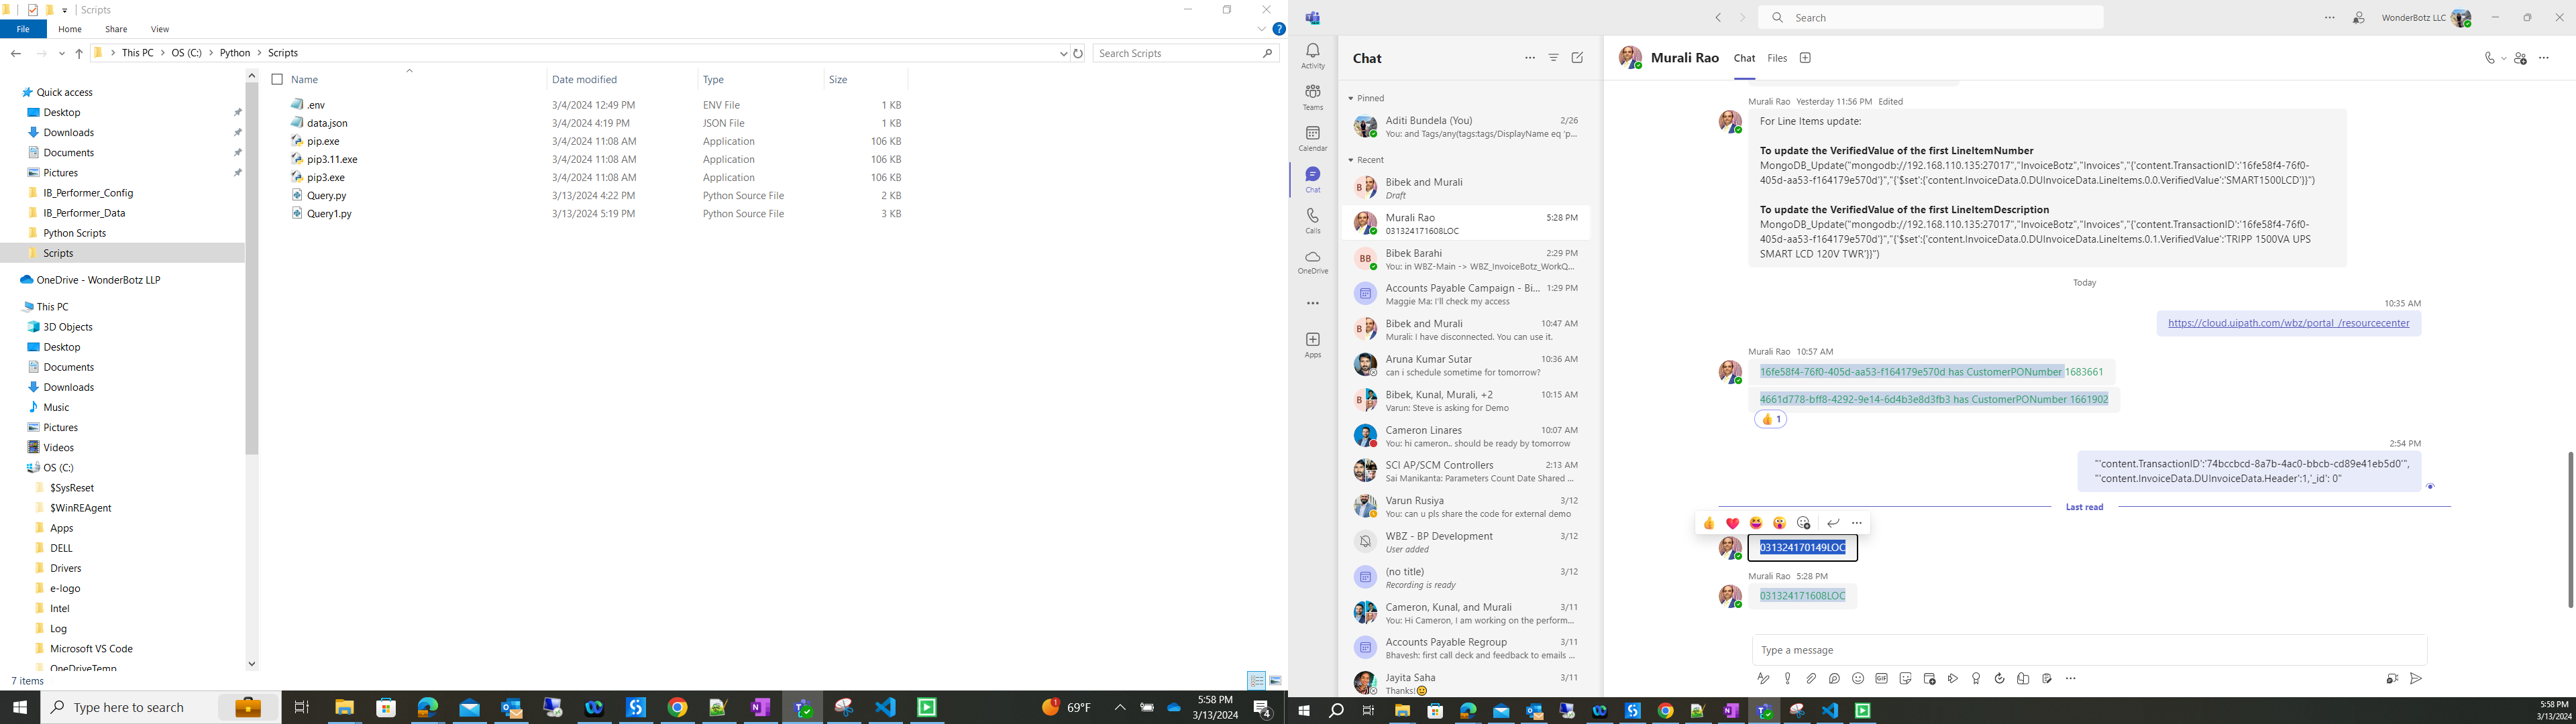 Scripts
File Home Share View
This PC OS (C:) Python Scripts
Search Scripts
Name Date modified Type Size
.env 3/4/2024 12:49 PM ENV File 1 KB
data.json 3/4/2024 4:19 PM JSON File 1 KB
pip.exe 3/4/2024 11:08 AM Application 106 KB
pip3.11.exe 3/4/2024 11:08 AM Application 106 KB
pip3.exe 3/4/2024 11:08 AM Application 106 KB
Query.py 3/13/2024 4:22 PM Python Source File 2 KB
Query1.py 3/13/2024 5:19 PM Python Source File 3 KB
Quick access
Desktop
Downloads
Documents
Pictures
IB_Performer_Config
IB_Performer_Data
Python Scripts
Scripts
OneDrive - WonderBotz LLP
This PC
3D Objects
Desktop
Documents
Downloads
Music
Pictures
Videos
OS (C:)
$SysReset
$WinREAgent
Apps
DELL
Drivers
e-logo
Intel
Log
Microsoft VS Code
OneDriveTemp
7 items
Type here to search
69°F
5:58 PM
3/13/2024
4
Search
WonderBotz LLC
Activity
Teams
Calendar
Chat
Calls
OneDrive
Apps
Chat
Pinned
Aditi Bundela (You) 2/26
You: and Tags/any(tags:tags/DisplayName eq 'p...
Recent
Bibek and Murali
Draft
Murali Rao 5:28 PM
031324171608LOC
BB
Bibek Barahi 2:29 PM
You: in WBZ-Main -> WBZ_InvoiceBotz_WorkQ...
Accounts Payable Campaign - Bi... 1:29 PM
Maggie Ma: I'll check my access
Bibek and Murali 10:47 AM
Murali: I have disconnected. You can use it.
Aruna Kumar Sutar 10:36 AM
can i schedule sometime for tomorrow?
Bibek, Kunal, Murali, +2 10:15 AM
Varun: Steve is asking for Demo
Cameron Linares 10:07 AM
You: hi cameron.. should be ready by tomorrow
SCI AP/SCM Controllers 2:13 AM
Sai Manikanta: Parameters Count Date Shared ...
Varun Rusiya 3/12
You: can u pls share the code for external demo
WBZ - BP Development 3/12
User added
(no title) 3/12
Recording is ready
Cameron, Kunal, and Murali 3/11
You: Hi Cameron, I am working on the perform...
Accounts Payable Regroup 3/11
Bhavesh: first call deck and feedback to emails ...
Jayita Saha 3/11
Thanks!
Murali Rao Chat Files
Murali Rao Yesterday 11:56 PM Edited
For Line Items update:
To update the VerifiedValue of the first LineItemNumber
MongoDB_Update("mongodb://192.168.110.135:27017","InvoiceBotz","Invoices","{'content.TransactionID':'16fe58f4-76f0-
405d-aa53-f164179e570d'}","{'$set':{'content.InvoiceData.0.DUInvoiceData.LineItems.0.0.VerifiedValue':'SMART1500LCD'}}")
To update the VerifiedValue of the first LineItemDescription
MongoDB_Update("mongodb://192.168.110.135:27017","InvoiceBotz","Invoices","{'content.TransactionID':'16fe58f4-76f0-
405d-aa53-f164179e570d'}","{'$set':{'content.InvoiceData.0.DUInvoiceData.LineItems.0.1.VerifiedValue':'TRIPP 1500VA UPS
SMART LCD 120V TWR'}}")
Today
10:35 AM
https://cloud.uipath.com/wbz/portal_/resourcecenter
Murali Rao 10:57 AM
16fe58f4-76f0-405d-aa53-f164179e570d has CustomerPONumber 1683661
4661d778-bff8-4292-9e14-6d4b3e8d3fb3 has CustomerPONumber 1661902
1
2:54 PM
"'content.TransactionID':'74bccbcd-8a7b-4ac0-bbcb-cd89e41eb5d0'",
"'content.InvoiceData.DUInvoiceData.Header':1,'_id': 0"
Last read
031324170149LOC
Murali Rao 5:28 PM
031324171608LOC
Type a message
5:58 PM
3/13/2024